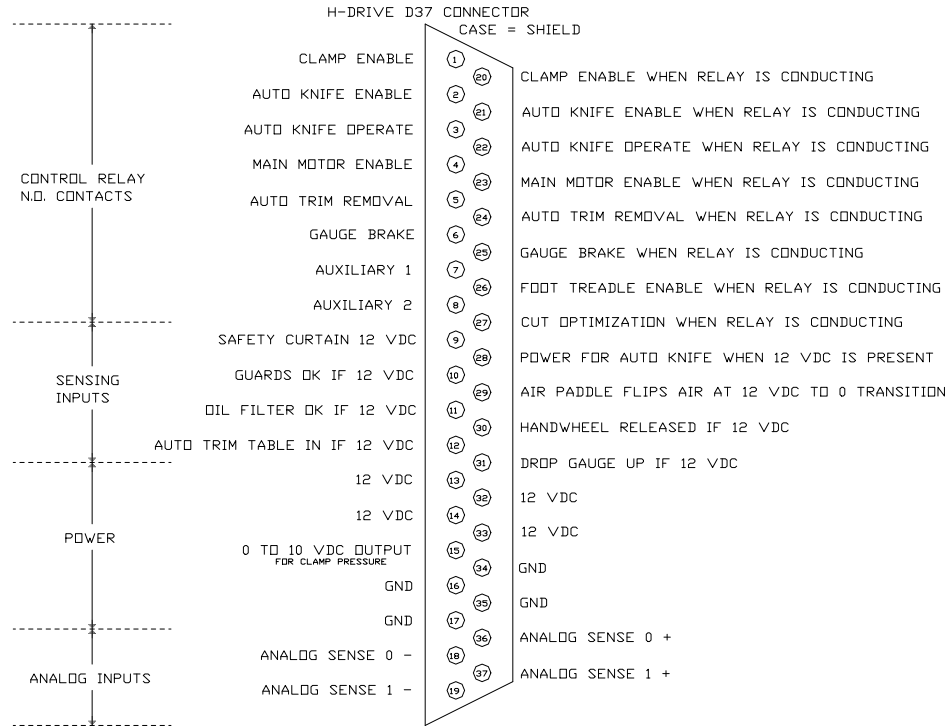 H-DRIVE D37 CONNECTOR
CASE = SHIELD
CLAMP ENABLE 1
20 CLAMP ENABLE WHEN RELAY IS CONDUCTING
AUTO KNIFE ENABLE 2
21 AUTO KNIFE ENABLE WHEN RELAY IS CONDUCTING
AUTO KNIFE OPERATE 3
22 AUTO KNIFE OPERATE WHEN RELAY IS CONDUCTING
MAIN MOTOR ENABLE 4
CONTROL RELAY
N.O. CONTACTS
23 MAIN MOTOR ENABLE WHEN RELAY IS CONDUCTING
AUTO TRIM REMOVAL 5
24 AUTO TRIM REMOVAL WHEN RELAY IS CONDUCTING
GAUGE BRAKE 6
25 GAUGE BRAKE WHEN RELAY IS CONDUCTING
AUXILIARY 1 7
26 FOOT TREADLE ENABLE WHEN RELAY IS CONDUCTING
AUXILIARY 2 8
27 CUT OPTIMIZATION WHEN RELAY IS CONDUCTING
SAFETY CURTAIN 12 VDC 9
28 POWER FOR AUTO KNIFE WHEN 12 VDC IS PRESENT
SENSING
INPUTS
GUARDS OK IF 12 VDC 10
29 AIR PADDLE FLIPS AIR AT 12 VDC TO 0 TRANSITION
OIL FILTER OK IF 12 VDC 11
30 HANDWHEEL RELEASED IF 12 VDC
AUTO TRIM TABLE IN IF 12 VDC 12
31 DROP GAUGE UP IF 12 VDC
12 VDC 13
32 12 VDC
12 VDC 14
33 12 VDC
POWER
0 TO 10 VDC OUTPUT 15
FOR CLAMP PRESSURE
34 GND
GND 16
35 GND
GND 17
36 ANALOG SENSE 0 +
ANALOG SENSE 0 - 18
37 ANALOG SENSE 1 +
ANALOG INPUTS
ANALOG SENSE 1 - 19